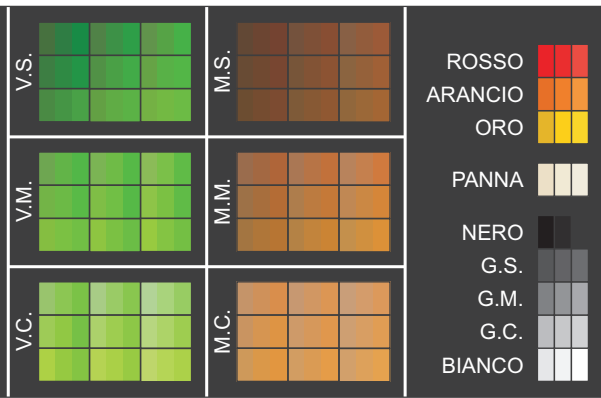 V.S.
V.M.
V.C.
M.S.
M.M.
M.C.
ROSSO
ARANCIO
ORO
PANNA
NERO
G.S.
G.M.
G.C.
BIANCO